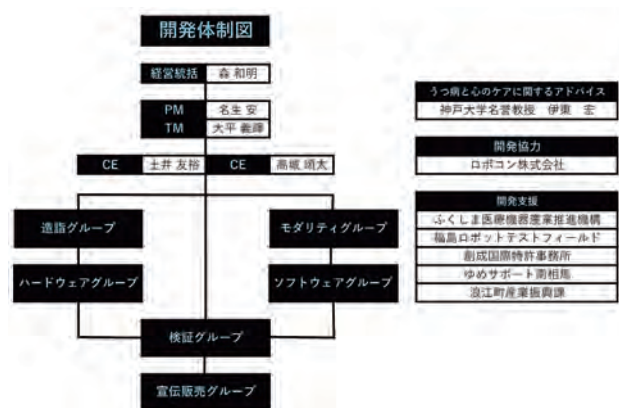 開発体制図
経営統括 森 和明
PM 名生 安
TM 大平 義輝
CE 土井 友裕 CE 高坂 頌太
造詣グループ
モダリティグループ
ハードウェアグループ
ソフトウェアグループ
検証グループ
宣伝販売グループ
うつ病と心のケアに関するアドバイス
神戸大学名誉教授 伊東 宏
開発協力
ロボコン株式会社
開発支援
ふくしま医療機器産業推進機構
福島ロボットテストフィールド
創成国際特許事務所
ゆめサポート南相馬
浪江町産業振興課